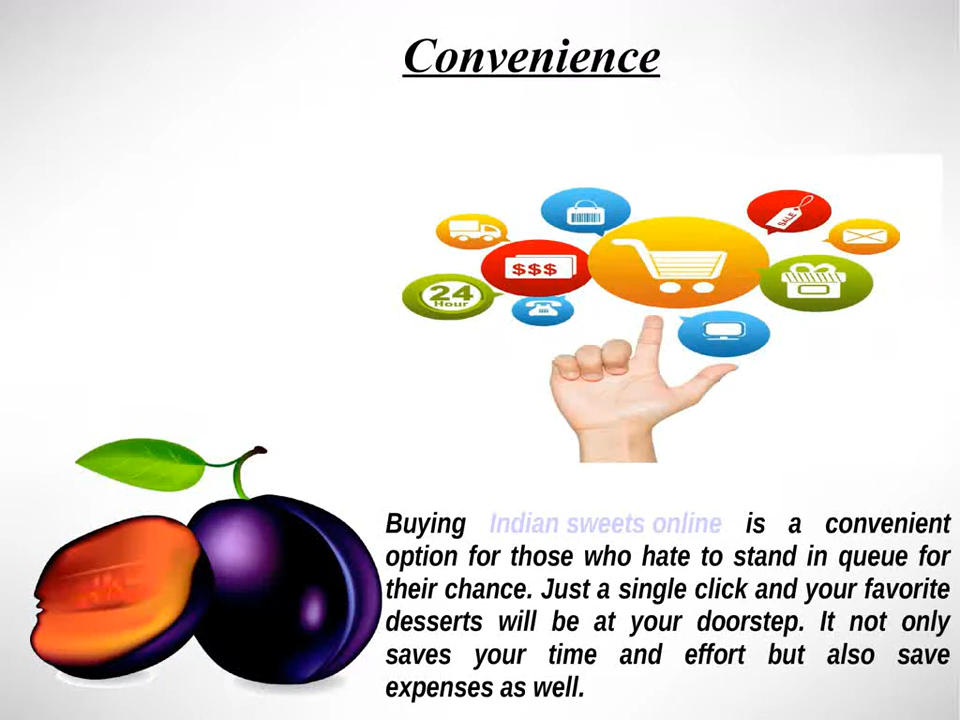 Convenience
SALE
$$$
24
Hour
Buying Indian sweets online is a convenient
option for those who hate to stand in queue for
their chance. Just a single click and your favorite
desserts will be at your doorstep. It not only
saves your time and effort but also save
expenses as well.